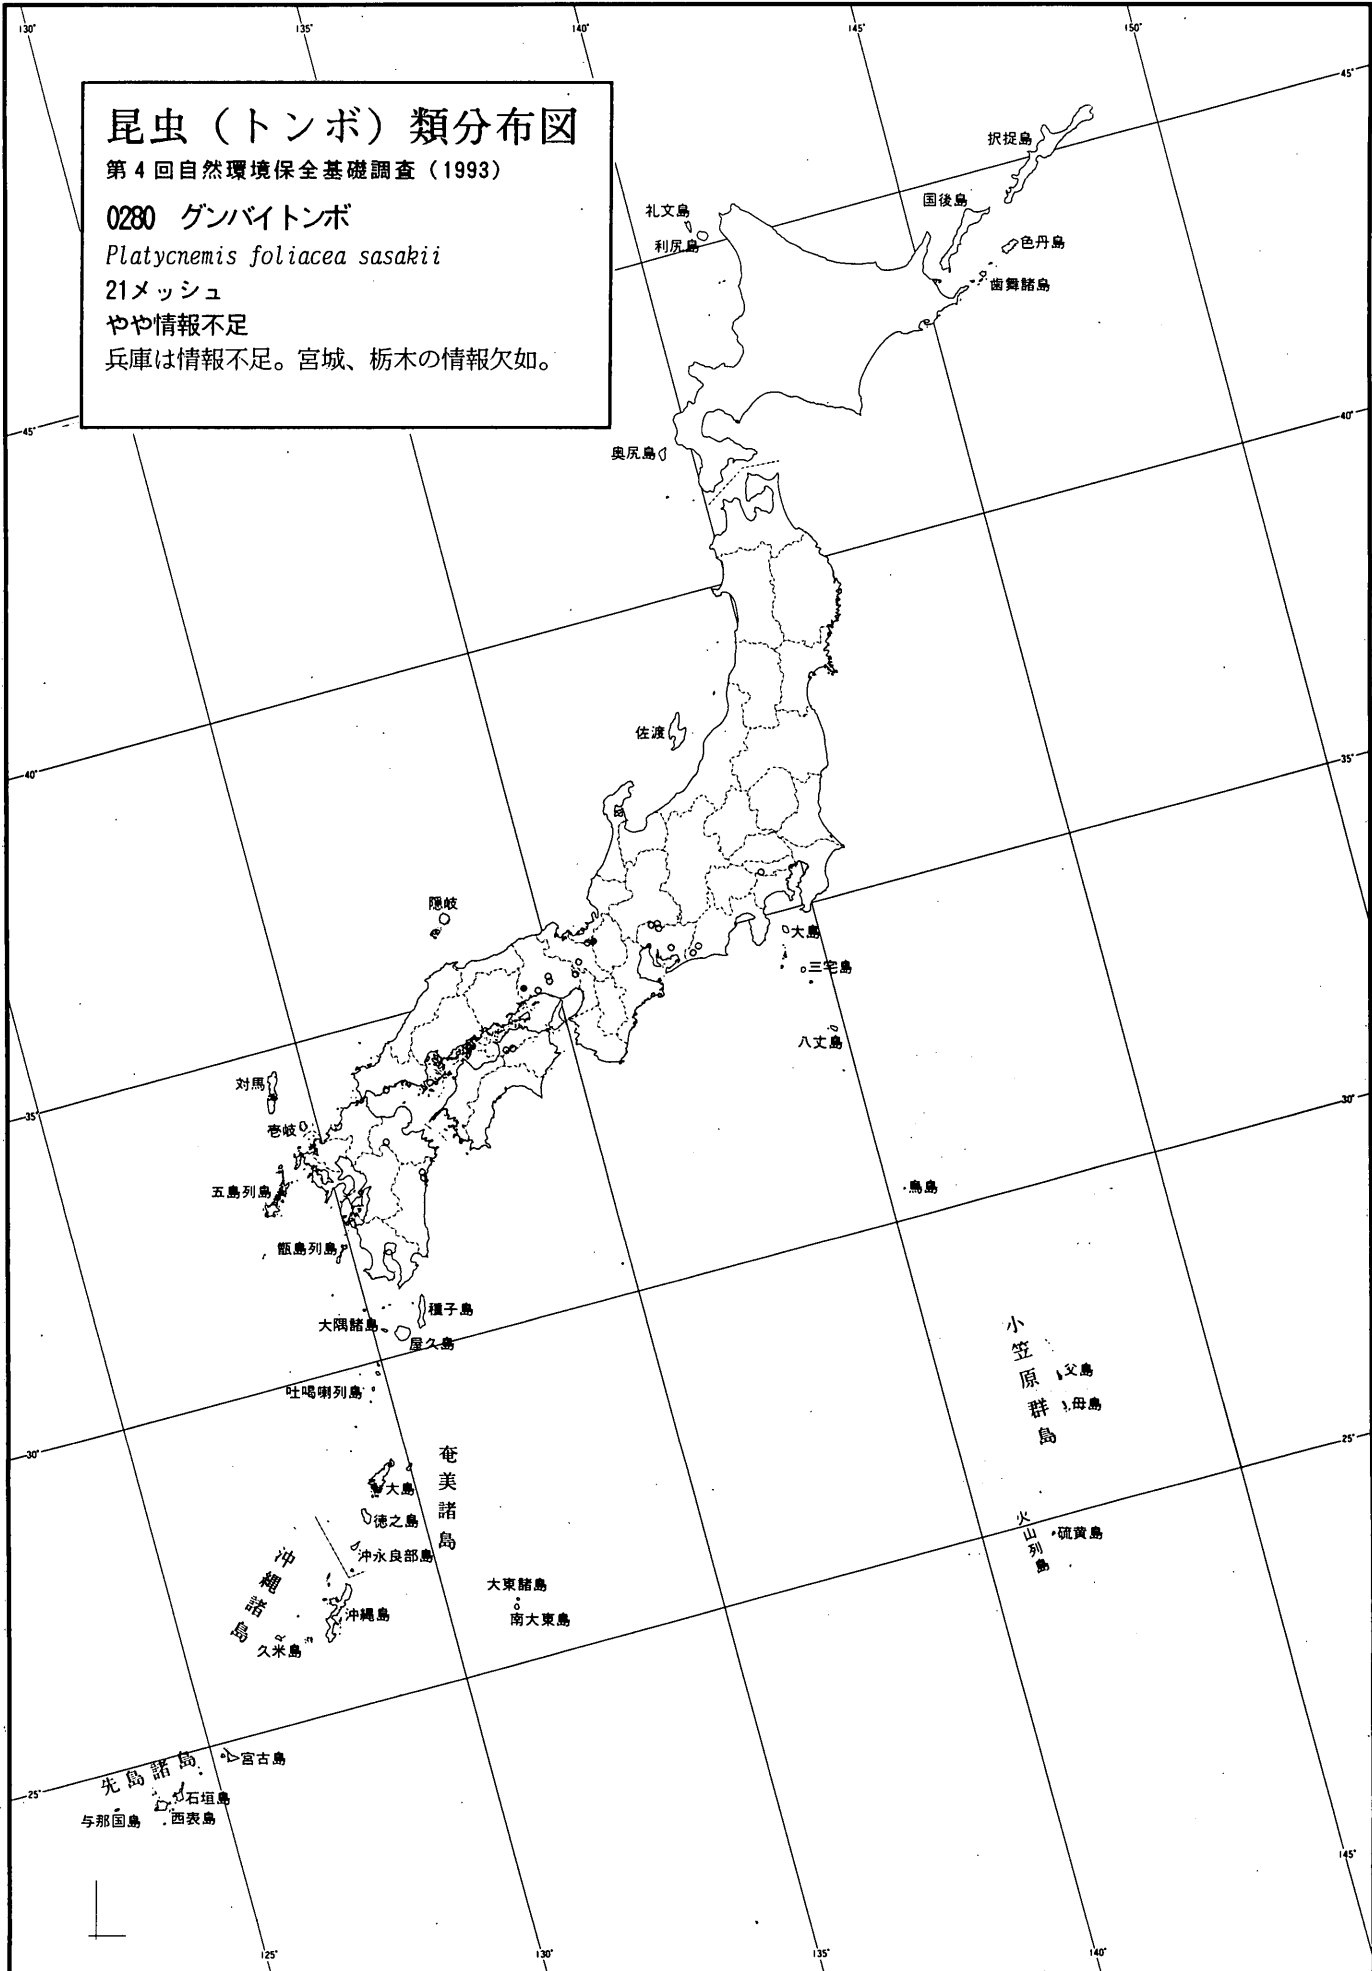 130°
135°
140°
145°
150°
昆虫（トンボ）類分布図
第4回自然環境保全基礎調査（1993）
0280 グンバイトンボ
Platycnemis foliacea sasakii
21メッシュ
やや情報不足
兵庫は情報不足。宮城、栃木の情報欠如。
45°
択捉島
国後島
礼文島
利尻島
色丹島
歯舞諸島
40°
45°
奥尻島
佐渡
35°
40°
隠岐
大島
三宅島
八丈島
対馬
35°
壱岐
30°
五島列島
鳥島
甑島列島
種子島
大隅諸島
屋久島
小笠原群島
父島
吐喝喇列島
母島
25°
30°
奄美諸島
大島
徳之島
火山列島
硫黄島
沖永良部島
沖縄諸島
大東諸島
沖縄島
南大東島
久米島
宮古島
先島諸島
25°
石垣島
与那国島
西表島
145°
125°
130°
135°
140°